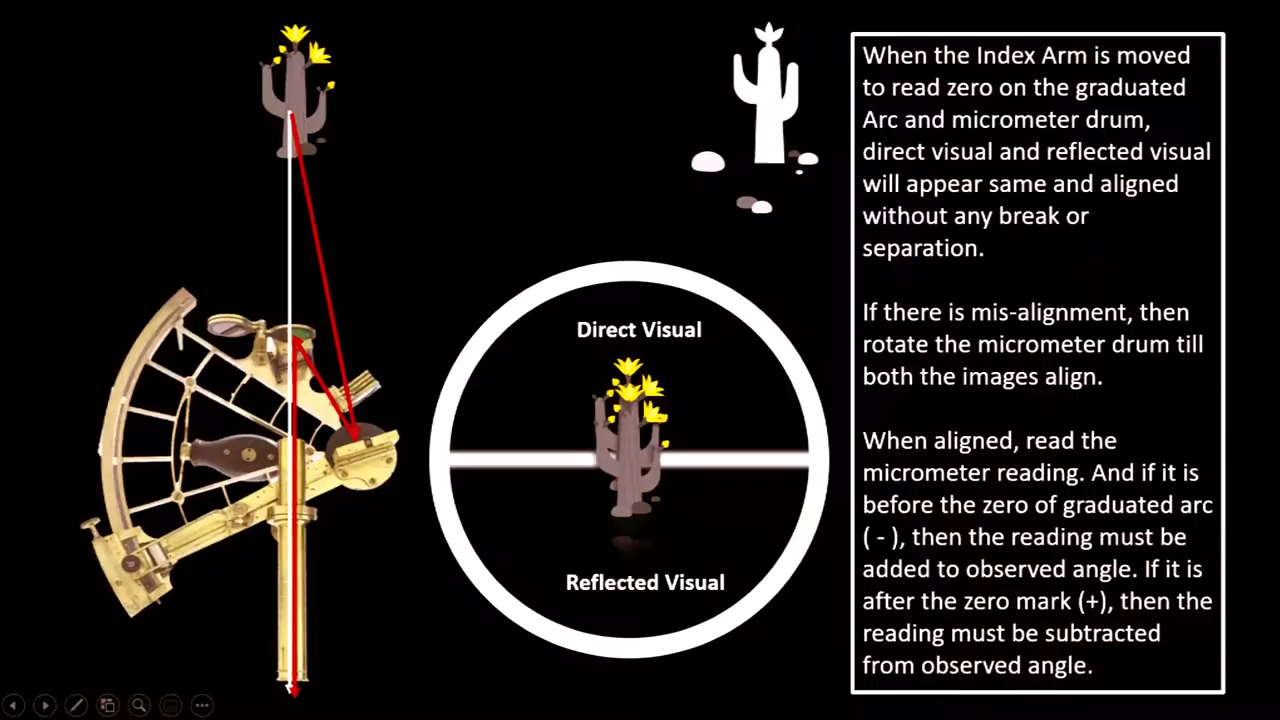 When the Index Arm is moved
to read zero on the graduated
Arc and micrometer drum,
direct visual and reflected visual
will appear same and aligned
without any break or
separation.
If there is mis-alignment, then
rotate the micrometer drum till
both the images align.
When aligned, read the
micrometer reading. And if it is
before the zero of graduated arc
( - ), then the reading must be
added to observed angle. If it is
after the zero mark (+), then the
reading must be subtracted
from observed angle.
Direct Visual
Reflected Visual